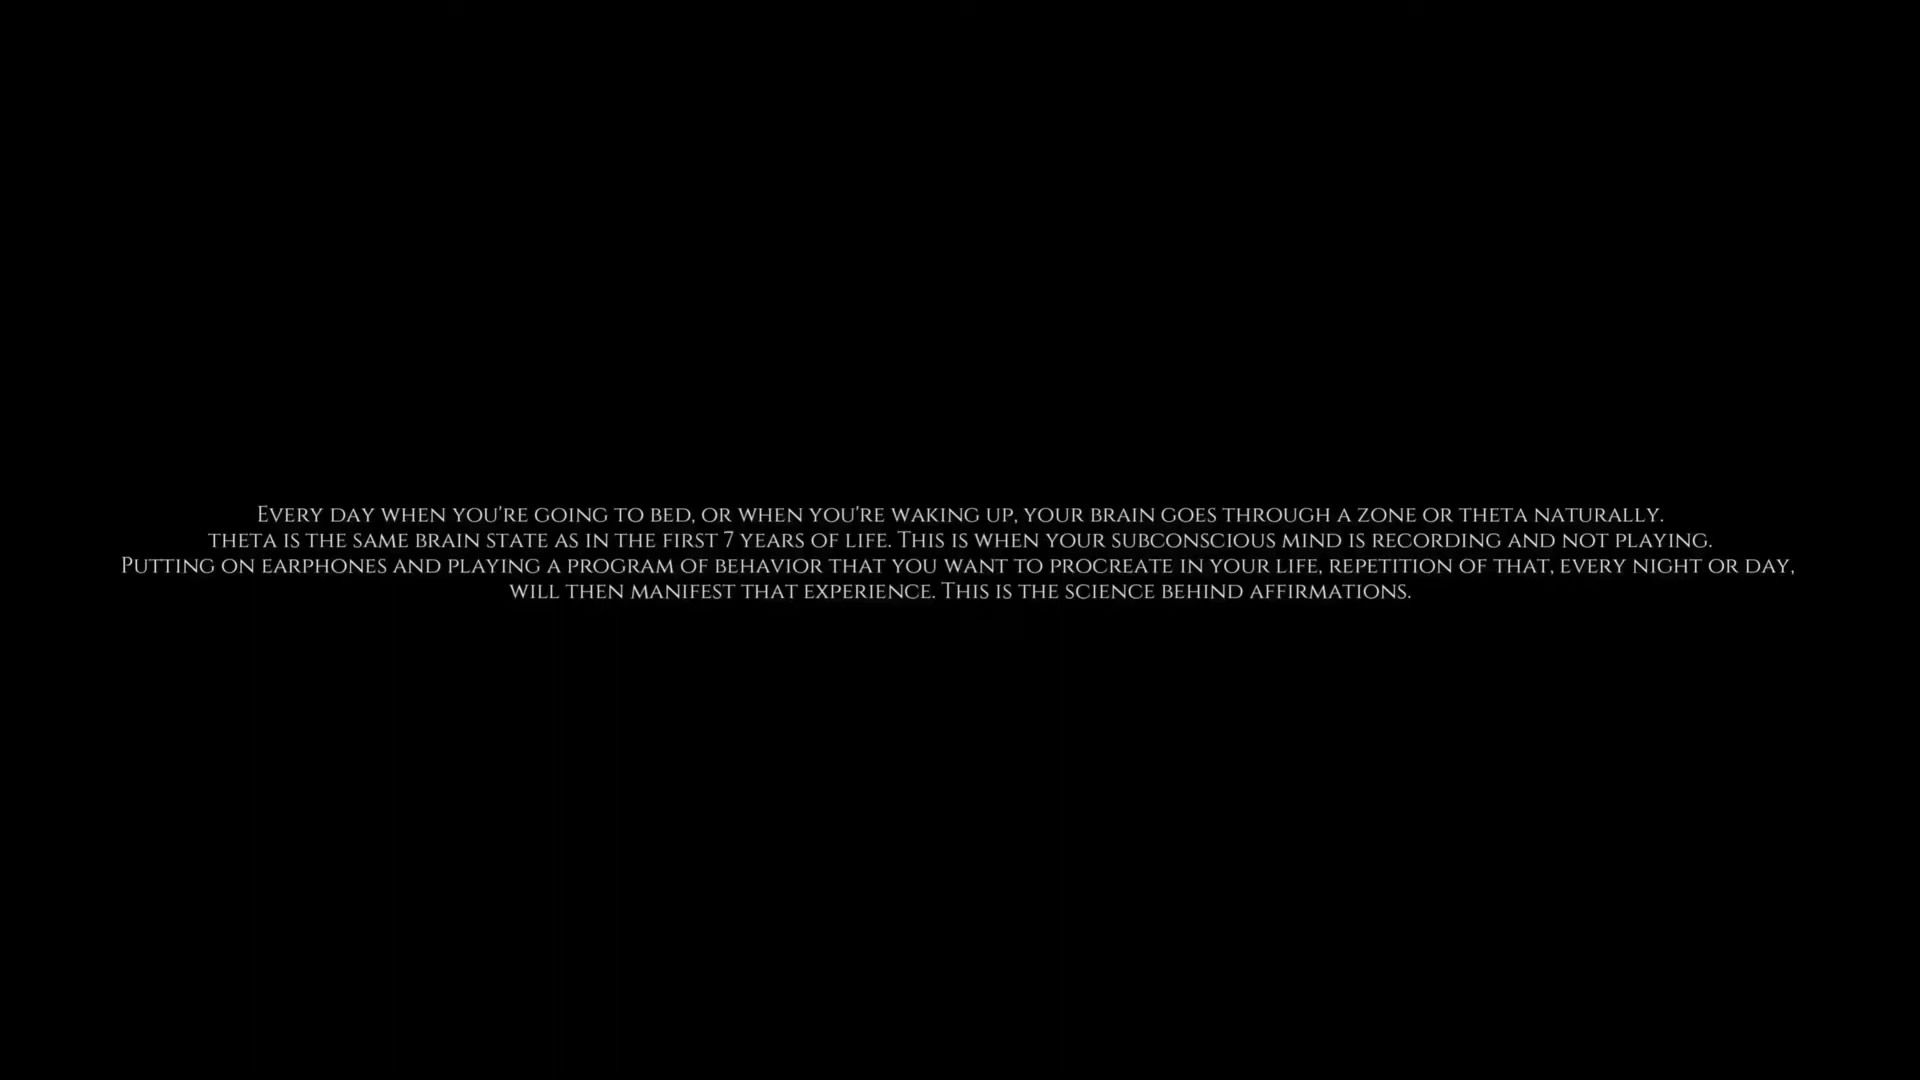 Every day when you're going to bed, or when you're waking up, your brain goes through a zone or theta naturally.
theta is the same brain state as in the first 7 years of life. This is when your subconscious mind is recording and not playing.
Putting on earphones and playing a program of behavior that you want to procreate in your life, repetition of that, every night or day,
will then manifest that experience. This is the science behind affirmations.